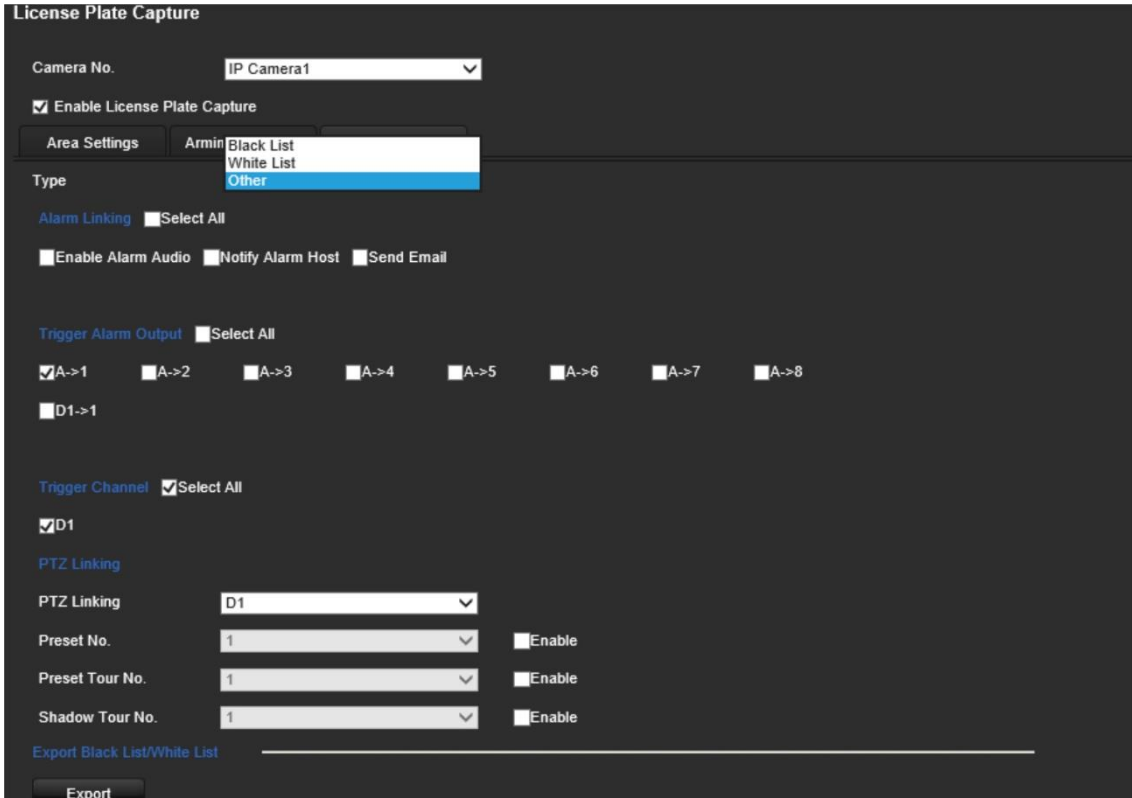 License Plate Capture
Camera No. IP Camera1
Enable License Plate Capture
Area Settings Armin
Black List
White List
Type Other
Alarm Linking Select All
Enable Alarm Audio Notify Alarm Host Send Email
Trigger Alarm Output Select All
A->1 A->2 A->3 A->4 A->5 A->6 A->7 A->8
D1->1
Trigger Channel Select All
D1
PTZ Linking
PTZ Linking D1
Preset No. 1 Enable
Preset Tour No. 1 Enable
Shadow Tour No. 1 Enable
Export Black List/White List
Export